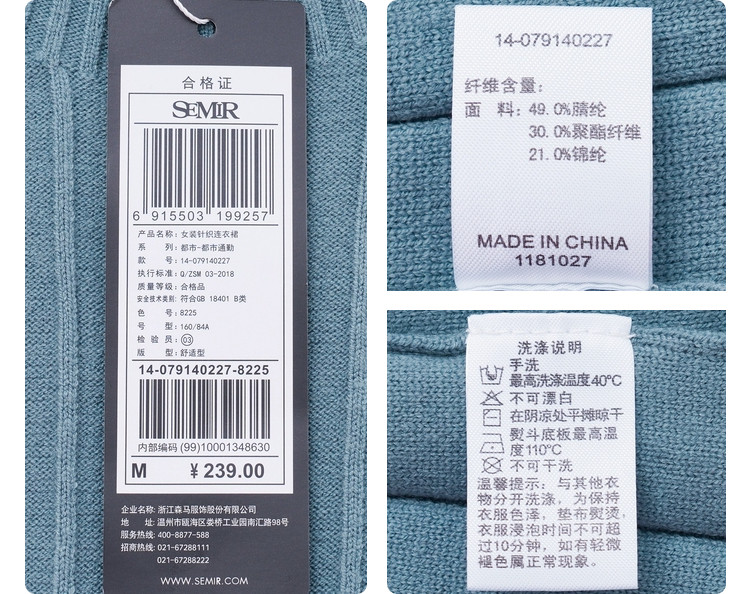 合格证
SEMIR
6 915503 199257
产品名称: 女装针织连衣裙
系 列: 都市-都市通勤
款 号: 14-079140227
执行标准: Q/ZSM 03-2018
质量等级: 合格品
安全技术类别: 符合GB 18401 B类
色 号: 8225
号 型: 160/84A
检 验 员: 03
版 型: 舒适型
14-079140227-8225
内部编码 (99)10001348630
M ¥ 239.00
企业名称: 浙江森马服饰股份有限公司
地 址: 温州市瓯海区娄桥工业园南汇路98号
服务热线: 400-8877-588
招商热线: 021-67288111
021-67288222
WWW.SEMIR.COM
14-079140227
纤维含量:
面 料: 49.0%腈纶
30.0%聚酯纤维
21.0%锦纶
MADE IN CHINA
1181027
洗涤说明
手洗
最高洗涤温度40℃
不可漂白
在阴凉处平摊晾干
熨斗底板最高温
度110℃
不可干洗
温馨提示: 与其他衣
物分开洗涤, 为保持
衣服色泽, 垫布熨烫,
衣服浸泡时间不可超
过10分钟, 如有轻微
褪色属正常现象。